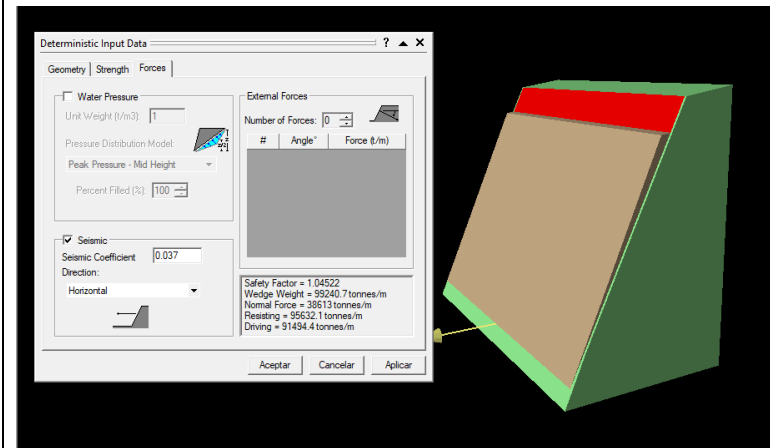 Deterministic Input Data ? ▲ X
Geometry Strength Forces
Water Pressure
Unit Weight (t/m3): 1
Pressure Distribution Model:
Peak Pressure - Mid Height
Percent Filled (%): 100
Seismic
Seismic Coefficient 0.037
Direction:
Horizontal
External Forces
Number of Forces: 0
# Angle° Force (t/m)
Safety Factor = 1.04522
Wedge Weight = 99240.7 tonnes/m
Normal Force = 38613 tonnes/m
Resisting = 95632.1 tonnes/m
Driving = 91494.4 tonnes/m
Aceptar Cancelar Aplicar